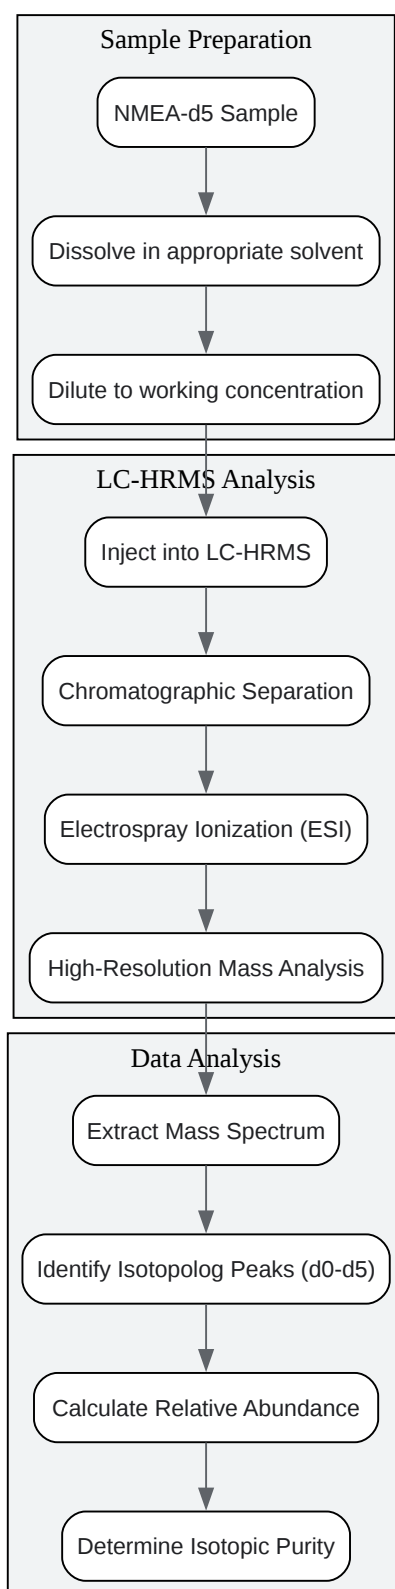 Sample Preparation
NMEA-d5 Sample
Dissolve in appropriate solvent
Dilute to working concentration
LC-HRMS Analysis
Inject into LC-HRMS
Chromatographic Separation
Electrospray Ionization (ESI)
High-Resolution Mass Analysis
Data Analysis
Extract Mass Spectrum
Identify Isotopolog Peaks (d0-d5)
Calculate Relative Abundance
Determine Isotopic Purity